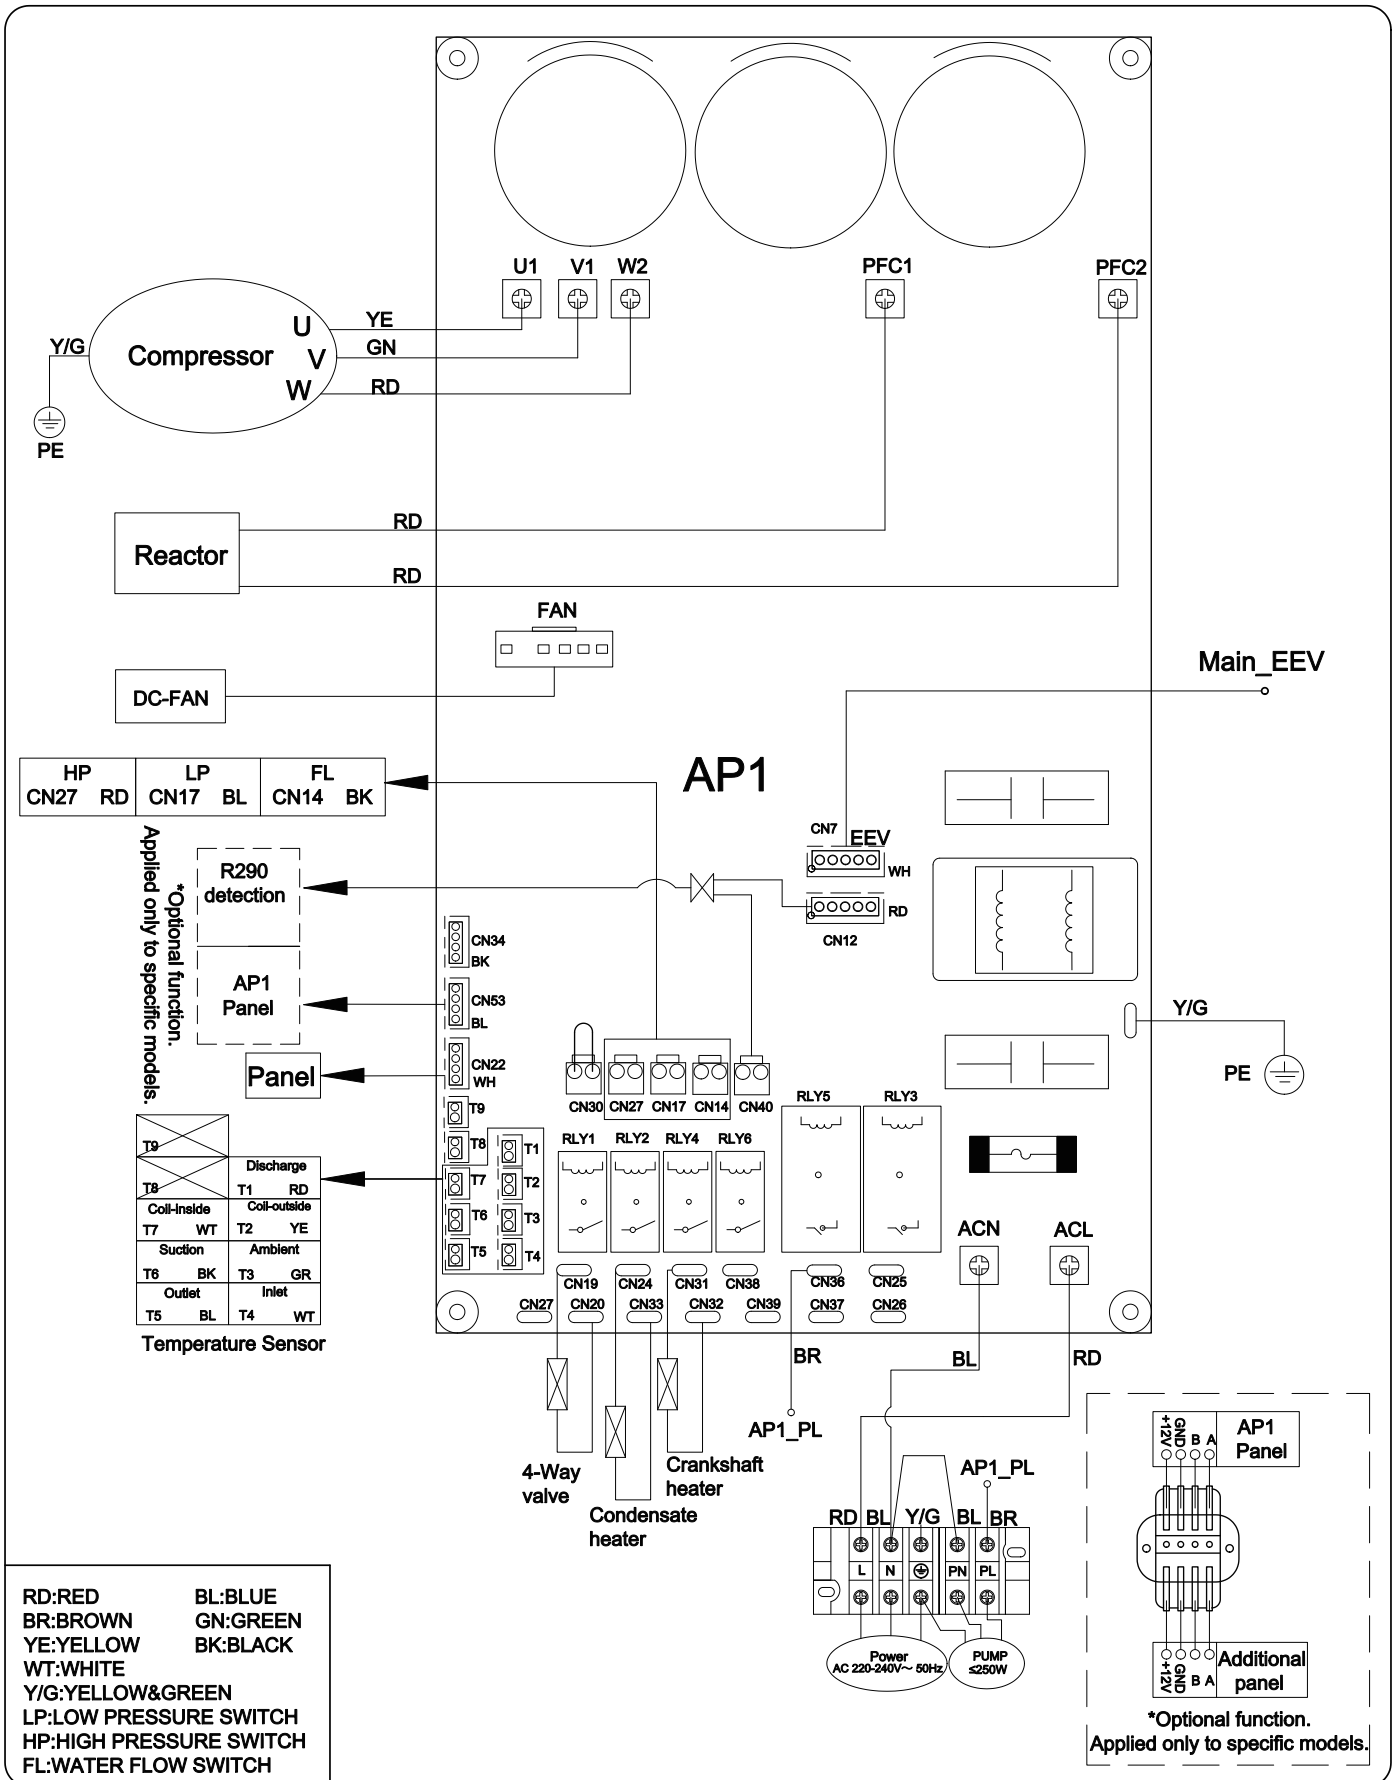 U1 V1 W2 PFC1 PFC2
Compressor
U
V
W
YE
GN
RD
Y/G
PE
Reactor
RD
RD
FAN
DC-FAN
Main_EEV
AP1
HP LP FL
CN27 RD CN17 BL CN14 BK
CN7 EEV
WH
RD
CN12
R290
detection
AP1
Panel
*Optional function.
Applied only to specific models.
Panel
CN34
BK
CN53
BL
CN22
WH
T9
T8
T7
T6
T5
T1
T2
T3
T4
CN30 CN27 CN17 CN14 CN40
RLY1 RLY2 RLY4 RLY6 RLY5 RLY3
Y/G
PE
ACN ACL
T9
T8
Discharge
T1 RD
Coil-inside Coil-outside
T7 WT T2 YE
Suction Ambient
T6 BK T3 GR
Outlet Inlet
T5 BL T4 WT
Temperature Sensor
CN19 CN24 CN31 CN38 CN36 CN25
CN27 CN20 CN33 CN32 CN39 CN37 CN26
BR
AP1_PL
BL
RD
4-Way
valve
Condensate
heater
Crankshaft
heater
AP1_PL
RD BL Y/G BL BR
L N PN PL
Power
AC 220-240V～ 50Hz
PUMP
≤250W
+12V GND B A
AP1
Panel
+12V GND B A
Additional
panel
*Optional function.
Applied only to specific models.
RD:RED BL:BLUE
BR:BROWN GN:GREEN
YE:YELLOW BK:BLACK
WT:WHITE
Y/G:YELLOW&GREEN
LP:LOW PRESSURE SWITCH
HP:HIGH PRESSURE SWITCH
FL:WATER FLOW SWITCH